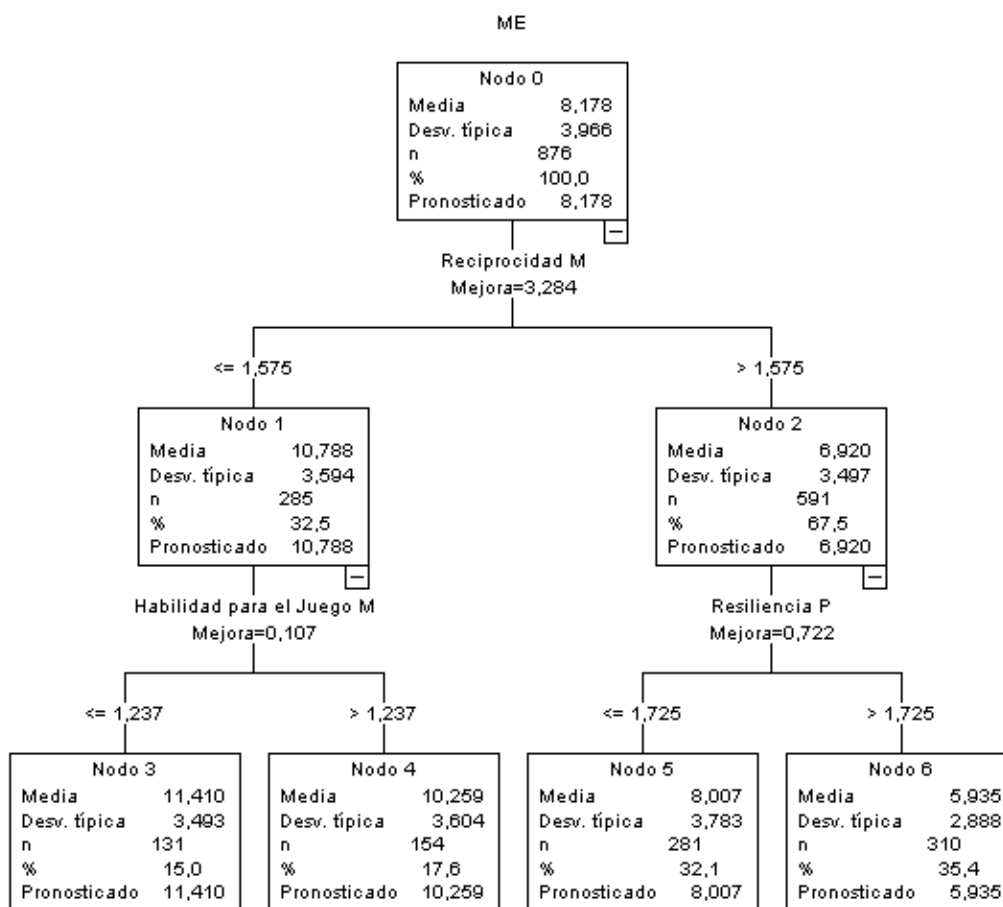 ME
Nodo 0
Media 8,178
Desv. típica 3,966
n 876
% 100,0
Pronosticado 8,178
Reciprocidad M
Mejora=3,284
<= 1,575
> 1,575
Nodo 1
Media 10,788
Desv. típica 3,594
n 285
% 32,5
Pronosticado 10,788
Nodo 2
Media 6,920
Desv. típica 3,497
n 591
% 67,5
Pronosticado 6,920
Habilidad para el Juego M
Mejora=0,107
Resiliencia P
Mejora=0,722
<= 1,237
> 1,237
<= 1,725
> 1,725
Nodo 3
Media 11,410
Desv. típica 3,493
n 131
% 15,0
Pronosticado 11,410
Nodo 4
Media 10,259
Desv. típica 3,604
n 154
% 17,6
Pronosticado 10,259
Nodo 5
Media 8,007
Desv. típica 3,783
n 281
% 32,1
Pronosticado 8,007
Nodo 6
Media 5,935
Desv. típica 2,888
n 310
% 35,4
Pronosticado 5,935